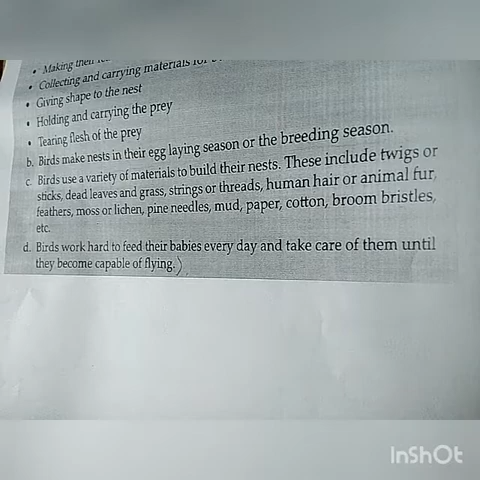 • Making their
• Collecting and carrying materials for
• Giving shape to the nest
• Holding and carrying the prey
• Tearing flesh of the prey
b. Birds make nests in their egg laying season or the breeding season.
c. Birds use a variety of materials to build their nests. These include twigs or
sticks, dead leaves and grass, strings or threads, human hair or animal fur,
feathers, moss or lichen, pine needles, mud, paper, cotton, broom bristles,
etc.
d. Birds work hard to feed their babies every day and take care of them until
they become capable of flying.
InShOt